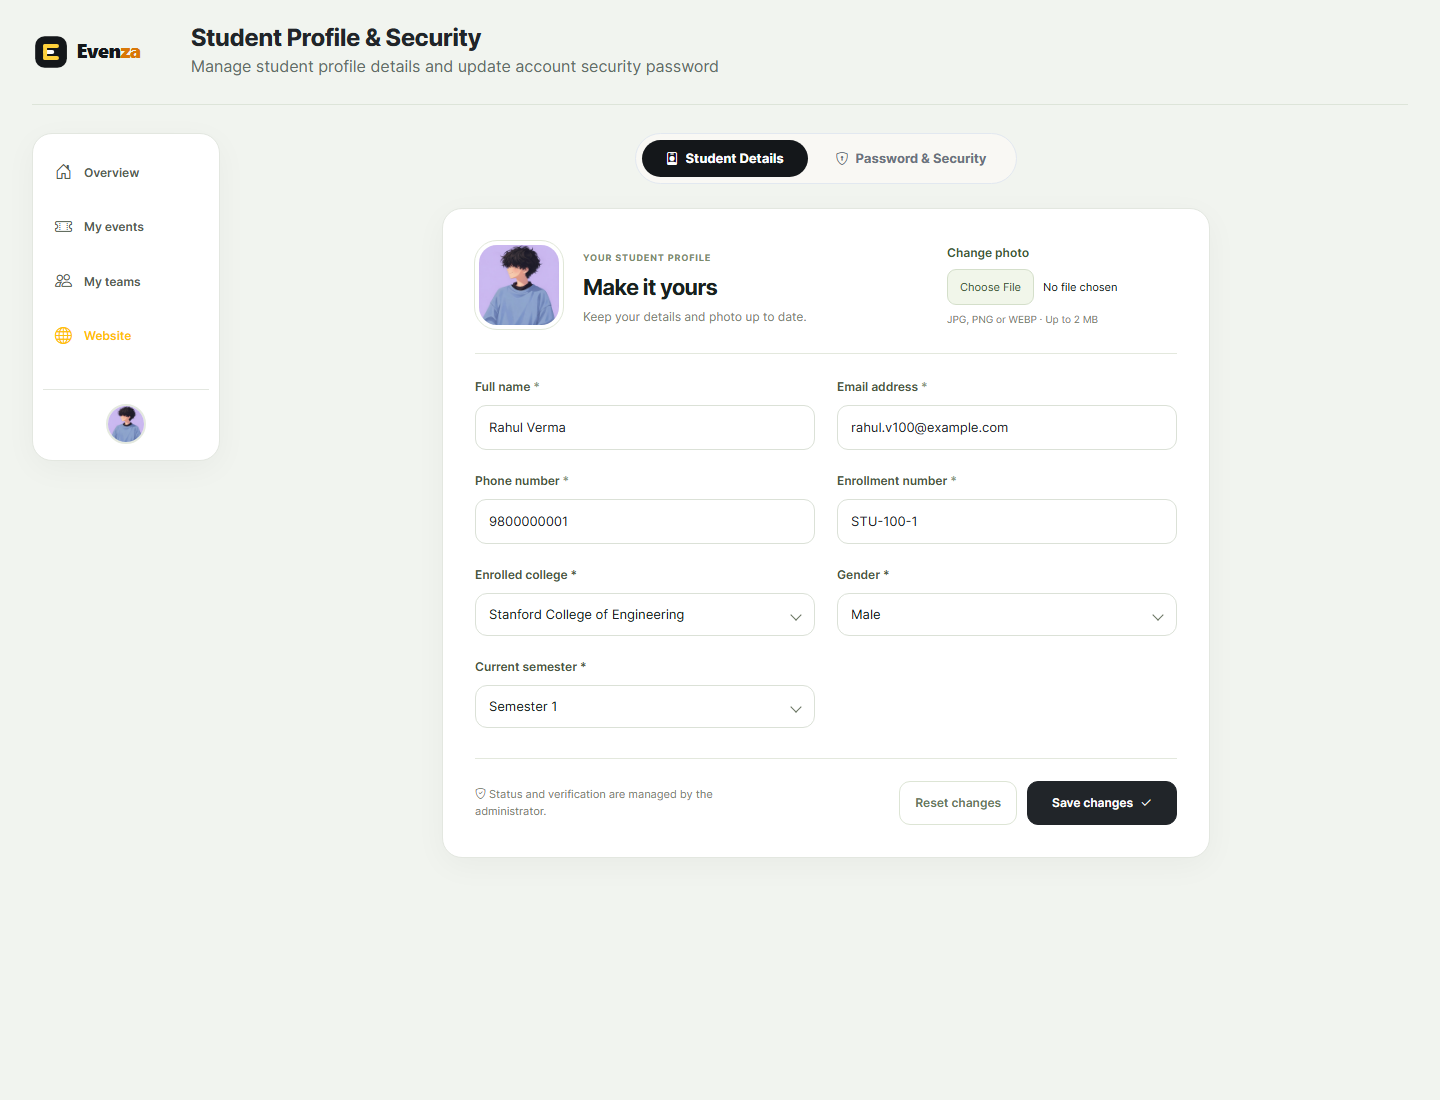 Evenza
Student Profile & Security
Manage student profile details and update account security password
Overview
My events
My teams
Website
Student Details
Password & Security
YOUR STUDENT PROFILE
Make it yours
Keep your details and photo up to date.
Change photo
Choose File No file chosen
JPG, PNG or WEBP · Up to 2 MB
Full name *
Rahul Verma
Email address *
rahul.v100@example.com
Phone number *
9800000001
Enrollment number *
STU-100-1
Enrolled college *
Stanford College of Engineering
Gender *
Male
Current semester *
Semester 1
Status and verification are managed by the
administrator.
Reset changes
Save changes